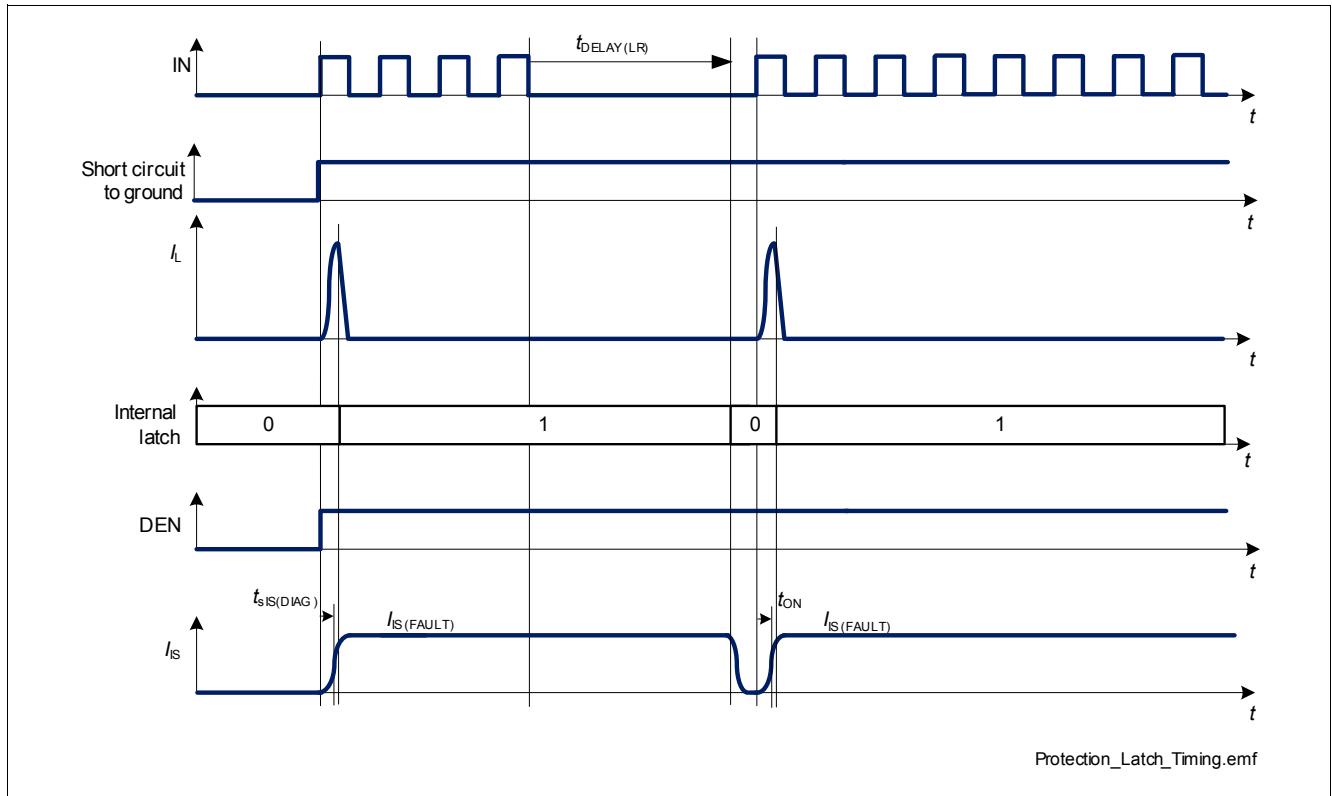 IN
tDELAY(LR)
t
Short circuit
to ground
t
IL
t
Internal
latch
0
1
0
1
t
DEN
t
tsIS(DIAG)
IIS(FAULT)
tON
IIS(FAULT)
IIS
t
Protection_Latch_Timing.emf